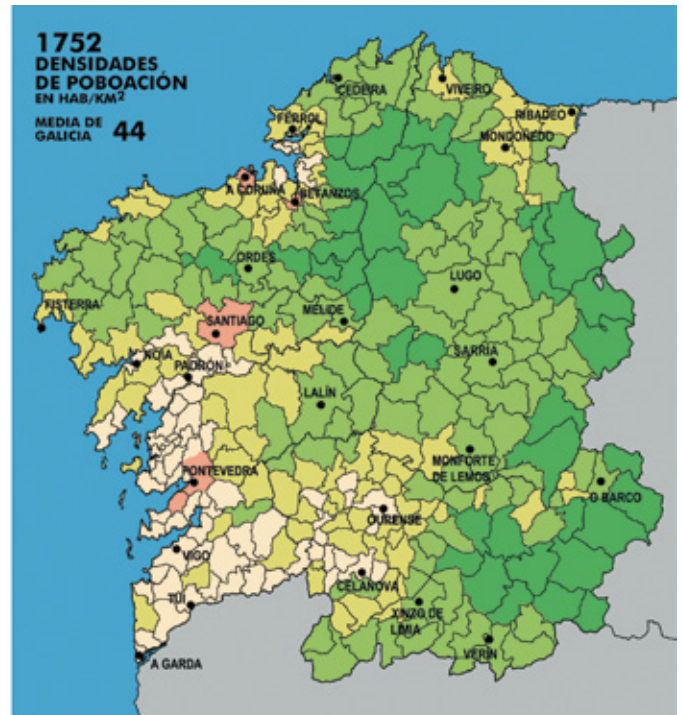 1752
DENSIDADES
DE POBOACIÓN
EN HAB/KM²
MEDIA DE
GALICIA 44
CEDEIRA
VIVEIRO
RIBADEO
FERROL
MONDOÑEDO
A CORUÑA
BETANZOS
ORDES
LUGO
FISTERRA
SANTIAGO
MELIDE
NOIA
PADRÓN
SARRIA
LALÍN
PONTEVEDRA
MONFORTE
DE LEMOS
O BARCO
OURENSE
VIGO
CELANOVA
TUI
XINZO DE
LIMIA
VERÍN
A GARDA